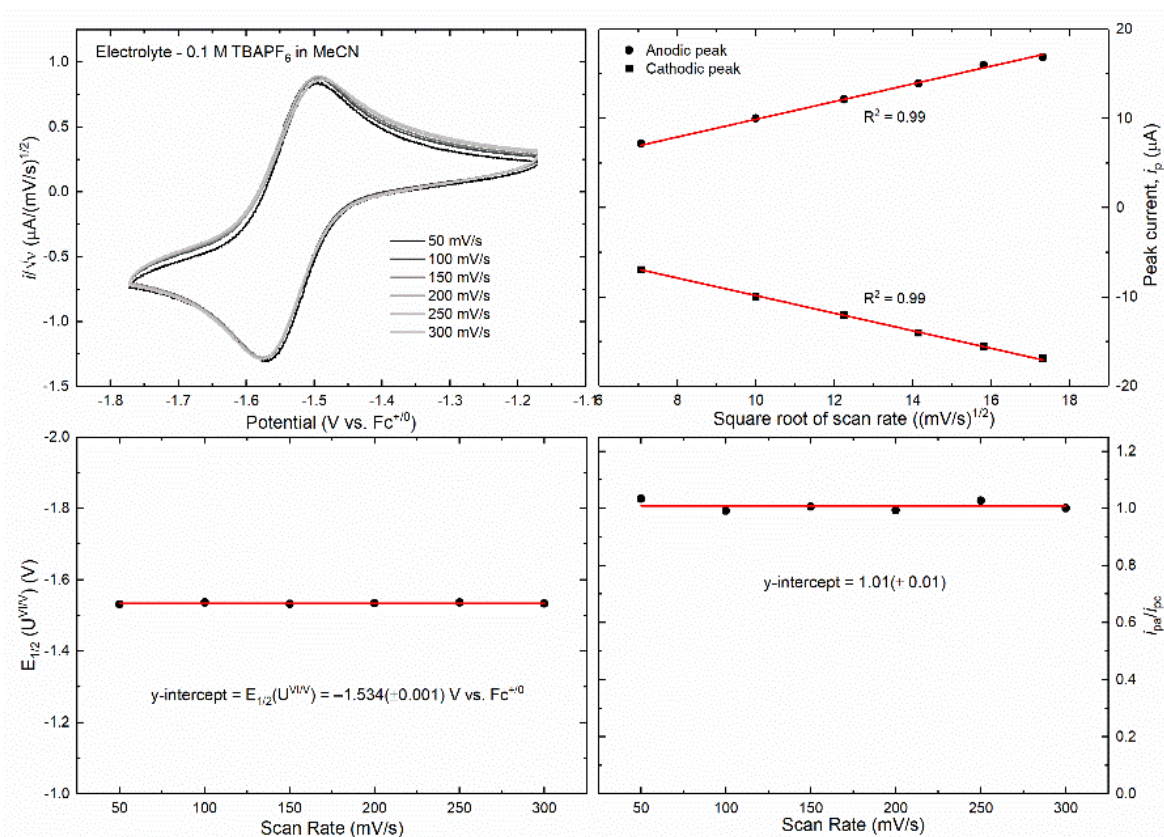 Electrolyte - 0.1 M TBAPF6 in MeCN
1.0
0.5
0.0
-0.5
-1.0
-1.5
i/√ν (μA/(mV/s)1/2)
50 mV/s
100 mV/s
150 mV/s
200 mV/s
250 mV/s
300 mV/s
-1.8 -1.7 -1.6 -1.5 -1.4 -1.3 -1.2 -1.1
Potential (V vs. Fc+/0)
Anodic peak
Cathodic peak
R2 = 0.99
R2 = 0.99
20
10
0
-10
-20
Peak current, ip (μA)
6 8 10 12 14 16 18
Square root of scan rate ((mV/s)1/2)
-2.0
-1.8
-1.6
-1.4
-1.2
-1.0
E1/2 (UVI/V) (V)
y-intercept = E1/2(UVI/V) = –1.534(±0.001) V vs. Fc+/0
50 100 150 200 250 300
Scan Rate (mV/s)
y-intercept = 1.01(± 0.01)
1.2
1.0
0.8
0.6
0.4
0.2
0.0
ipa/ipc
50 100 150 200 250 300
Scan Rate (mV/s)